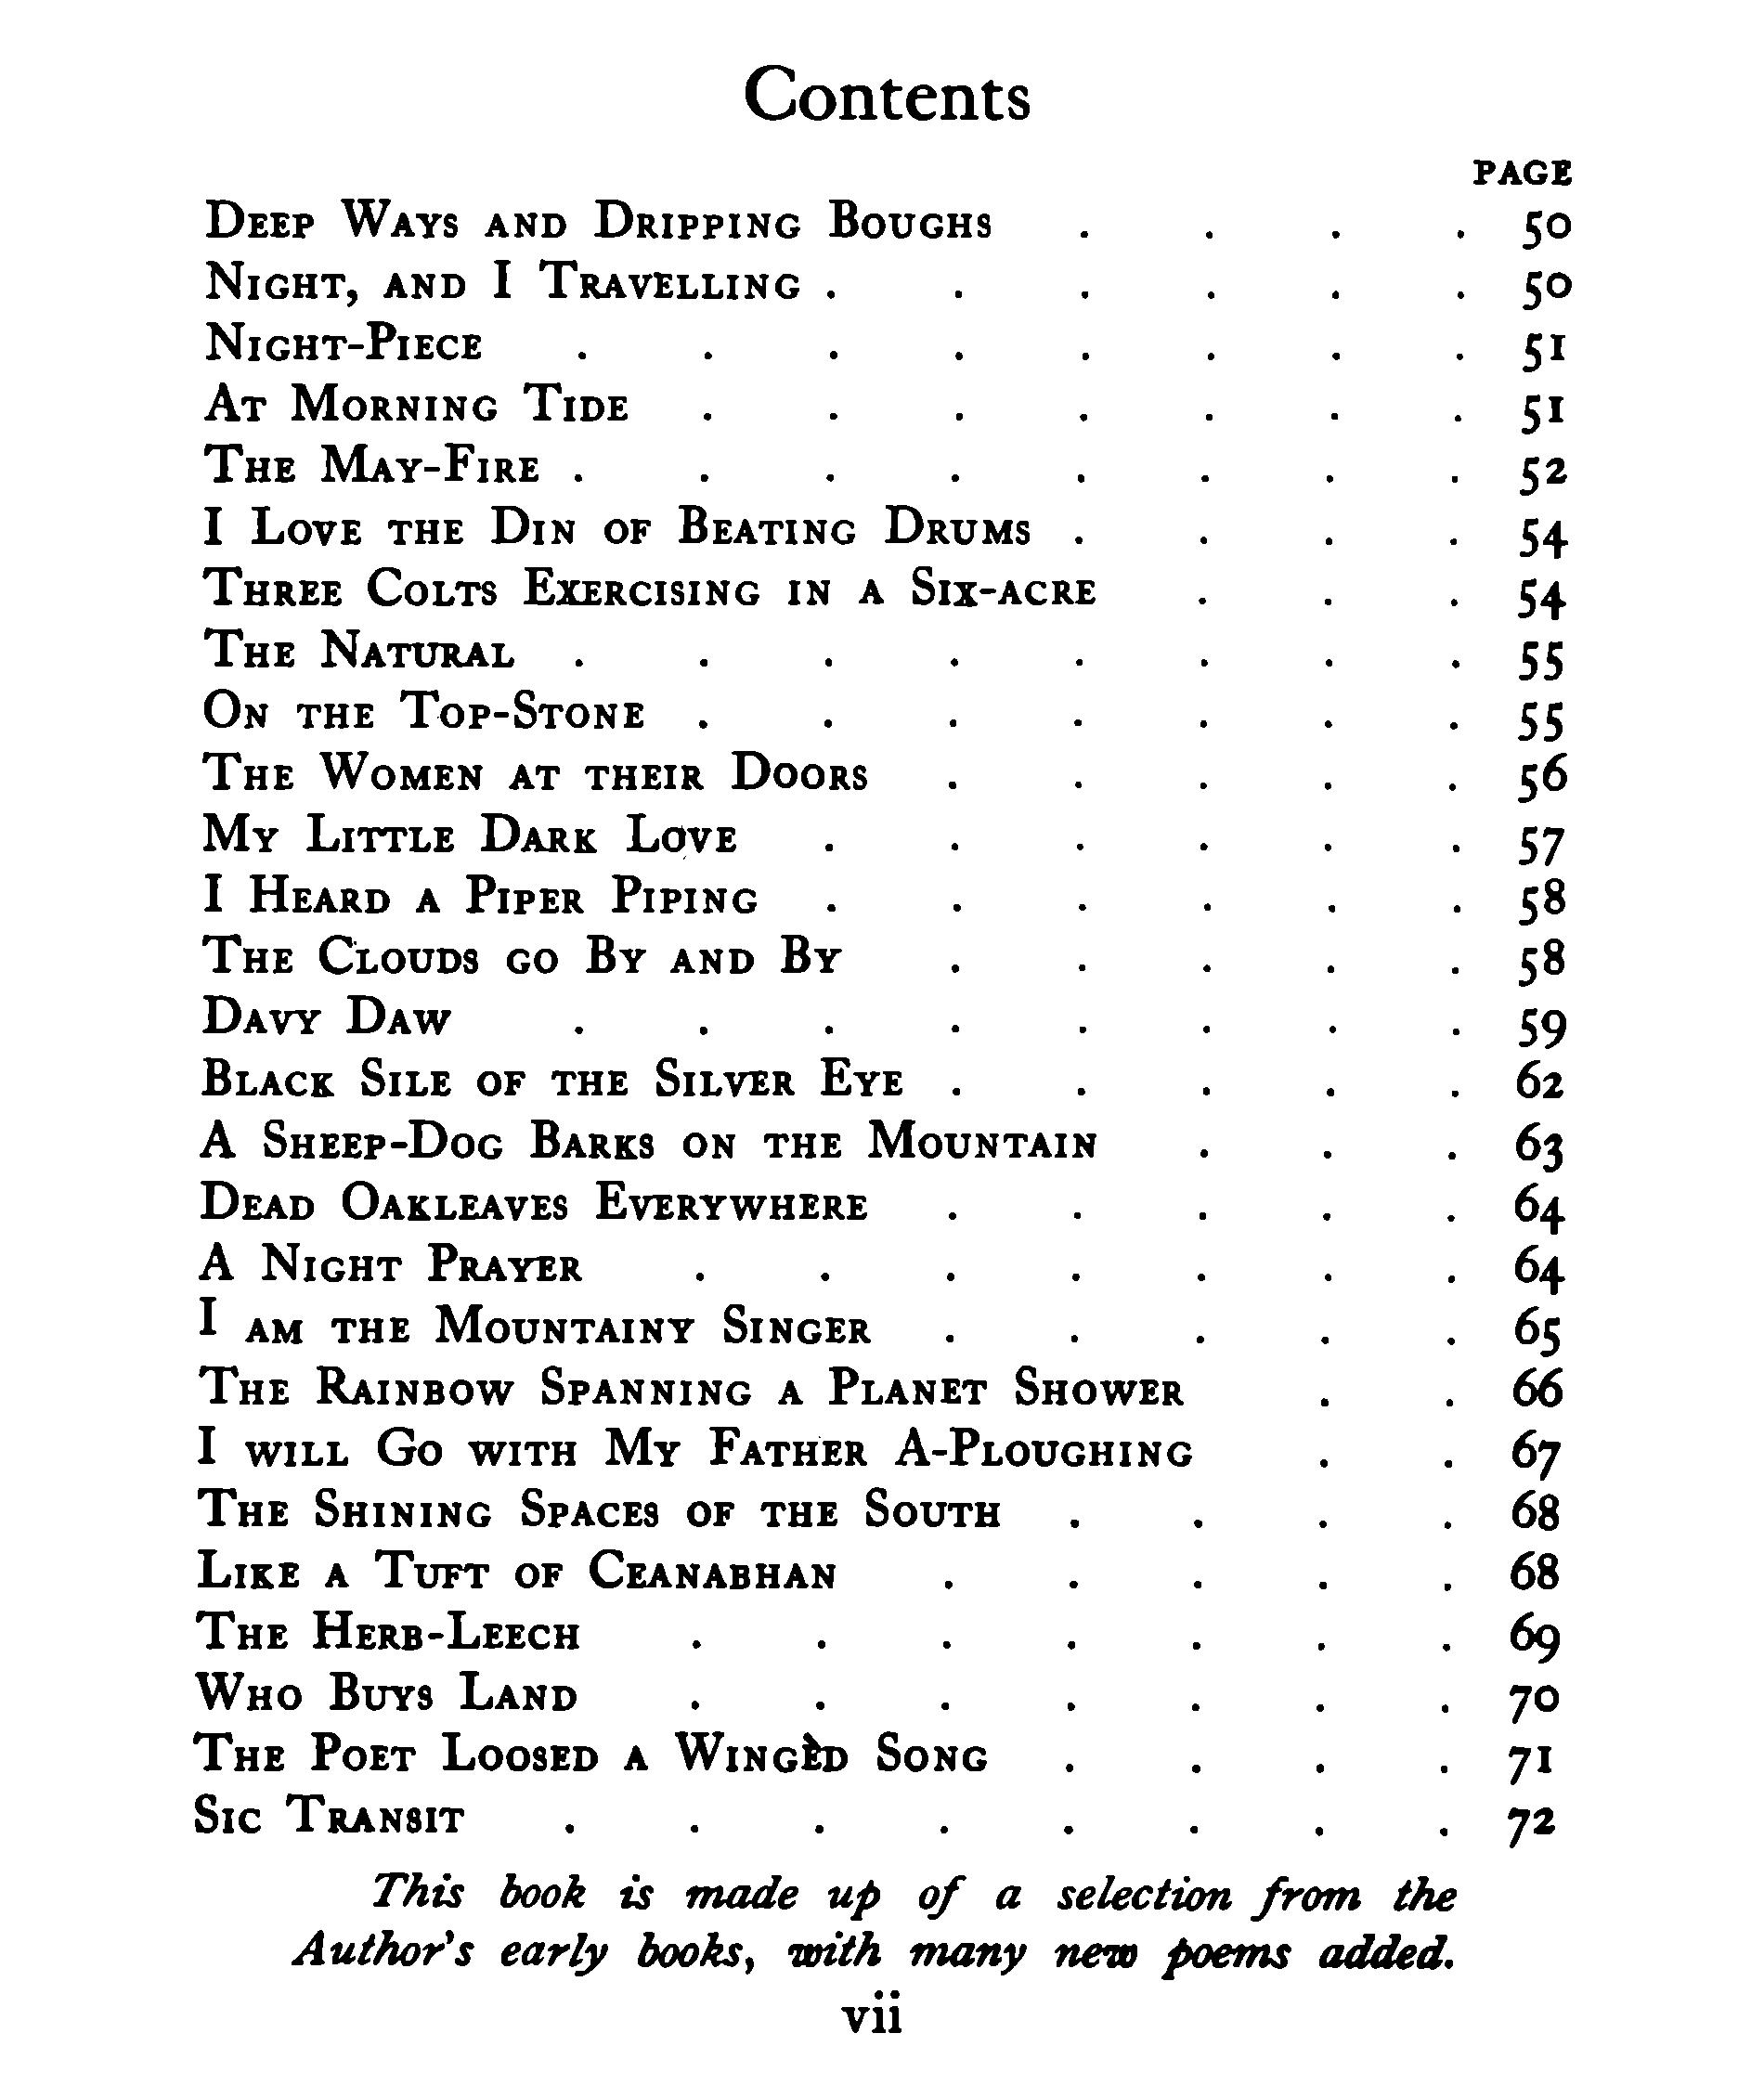 Contents
PAGE
Deep Ways and Dripping Boughs . . . . 50
Night, and I Travelling . . . . . . 50
Night-Piece . . . . . . . . 51
At Morning Tide . . . . . . . 51
The May-Fire . . . . . . . . 52
I Love the Din of Beating Drums . . . . 54
Three Colts Exercising in a Six-acre . . . 54
The Natural . . . . . . . . 55
On the Top-Stone . . . . . . . 55
The Women at their Doors . . . . . 56
My Little Dark Love . . . . . . 57
I Heard a Piper Piping . . . . . . 58
The Clouds go By and By . . . . . 58
Davy Daw . . . . . . . . 59
Black Sile of the Silver Eye . . . . . 62
A Sheep-Dog Barks on the Mountain . . . 63
Dead Oakleaves Everywhere . . . . . 64
A Night Prayer . . . . . . . 64
I am the Mountainy Singer . . . . . 65
The Rainbow Spanning a Planet Shower . . 66
I will Go with My Father A-Ploughing . . 67
The Shining Spaces of the South . . . . 68
Like a Tuft of Ceanabhan . . . . . 68
The Herb-Leech . . . . . . . 69
Who Buys Land . . . . . . . 70
The Poet Loosed a Wingèd Song . . . . 71
Sic Transit . . . . . . . . 72
This book is made up of a selection from the
Author's early books, with many new poems added.
vii